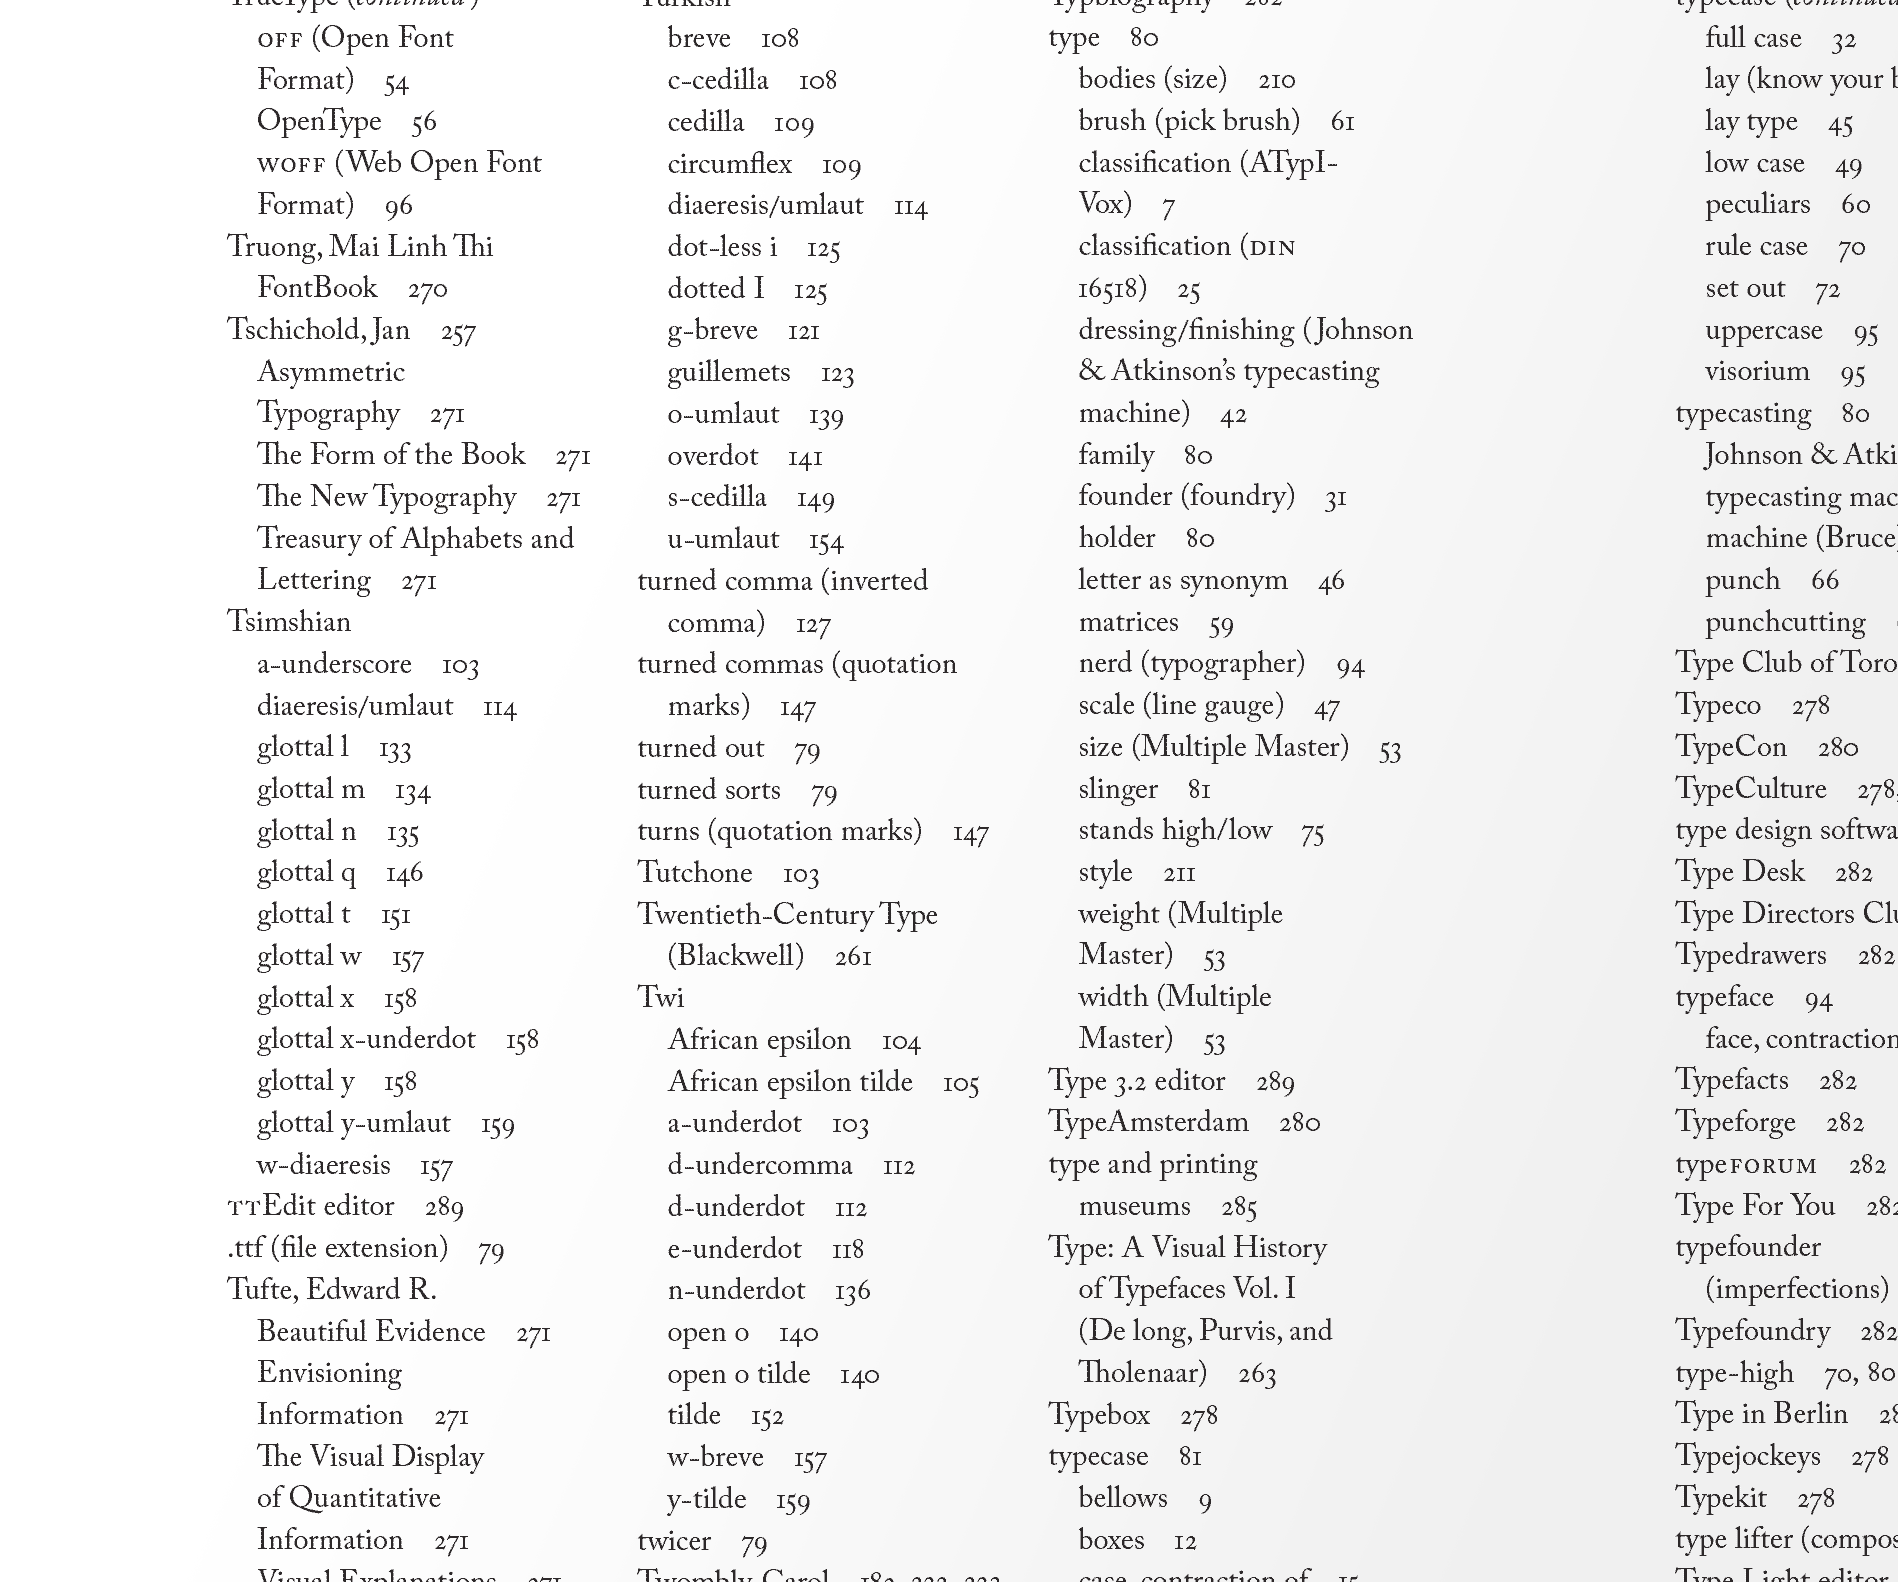 TrueType (continued)
OFF (Open Font
Format) 54
OpenType 56
WOFF (Web Open Font
Format) 96
Truong, Mai Linh Thi
FontBook 270
Tschichold, Jan 257
Asymmetric
Typography 271
The Form of the Book 271
The New Typography 271
Treasury of Alphabets and
Lettering 271
Tsimshian
a-underscore 103
diaeresis/umlaut 114
glottal l 133
glottal m 134
glottal n 135
glottal q 146
glottal t 151
glottal w 157
glottal x 158
glottal x-underdot 158
glottal y 158
glottal y-umlaut 159
w-diaeresis 157
TTEdit editor 289
.ttf (file extension) 79
Tufte, Edward R.
Beautiful Evidence 271
Envisioning
Information 271
The Visual Display
of Quantitative
Information 271
Visual Explanations 271
Turkish
breve 108
c-cedilla 108
cedilla 109
circumflex 109
diaeresis/umlaut 114
dot-less i 125
dotted I 125
g-breve 121
guillemets 123
o-umlaut 139
overdot 141
s-cedilla 149
u-umlaut 154
turned comma (inverted
comma) 127
turned commas (quotation
marks) 147
turned out 79
turned sorts 79
turns (quotation marks) 147
Tutchone 103
Twentieth-Century Type
(Blackwell) 261
Twi
African epsilon 104
African epsilon tilde 105
a-underdot 103
d-undercomma 112
d-underdot 112
e-underdot 118
n-underdot 136
open o 140
open o tilde 140
tilde 152
w-breve 157
y-tilde 159
twicer 79
Twombly, Carol
Typbiography 282
type 80
bodies (size) 210
brush (pick brush) 61
classification (ATypI-
Vox) 7
classification (DIN
16518) 25
dressing/finishing (Johnson
& Atkinson’s typecasting
machine) 42
family 80
founder (foundry) 31
holder 80
letter as synonym 46
matrices 59
nerd (typographer) 94
scale (line gauge) 47
size (Multiple Master) 53
slinger 81
stands high/low 75
style 211
weight (Multiple
Master) 53
width (Multiple
Master) 53
Type 3.2 editor 289
TypeAmsterdam 280
type and printing
museums 285
Type: A Visual History
of Typefaces Vol. I
(De long, Purvis, and
Tholenaar) 263
Typebox 278
typecase 81
bellows 9
boxes 12
case, contraction of 15
typecase (continued
full case 32
lay (know your
lay type 45
low case 49
peculiars 60
rule case 70
set out 72
uppercase 95
visorium 95
typecasting 80
Johnson & Atki
typecasting mac
machine (Bruce)
punch 66
punchcutting
Type Club of Toro
Typeco 278
TypeCon 280
TypeCulture 278,
type design softwa
Type Desk 282
Type Directors Clu
Typedrawers 282
typeface 94
face, contraction
Typefacts 282
Typeforge 282
typeFORUM 282
Type For You 282
typefounder
(imperfections)
Typefoundry 282
type-high 70, 80
Type in Berlin 28
Typejockeys 278
Typekit 278
type lifter (compos
Type Light editor